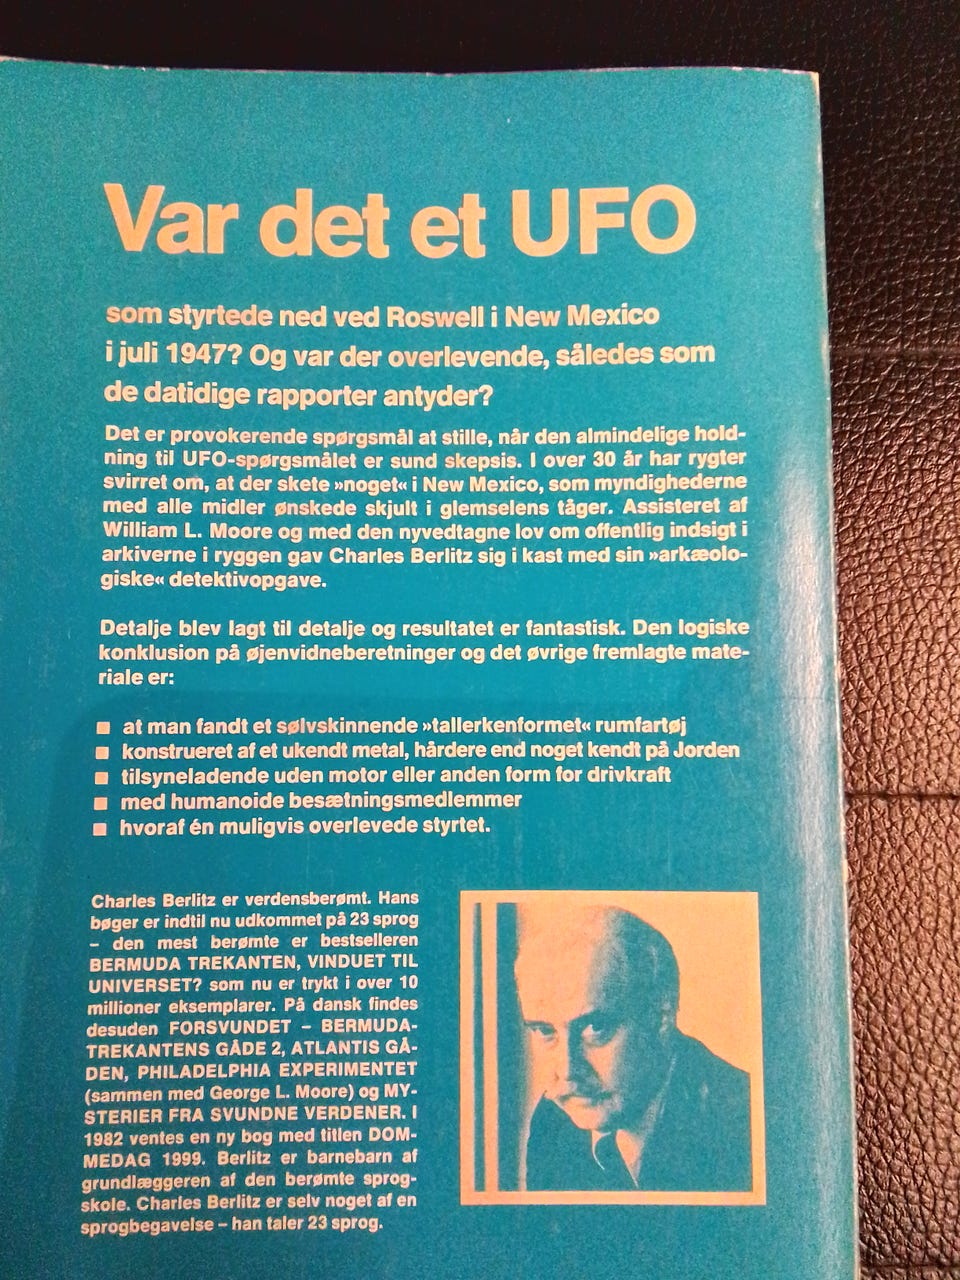 Var det et UFO
som styrtede ned ved Roswell i New Mexico
i juli 1947? Og var der overlevende, således som
de datidige rapporter antyder?
Det er provokerende spørgsmål at stille, når den almindelige hold-
ning til UFO-spørgsmålet er sund skepsis. I over 30 år har rygter
svirret om, at der skete »noget« i New Mexico, som myndighederne
med alle midler ønskede skjult i glemselens tåger. Assisteret af
William L. Moore og med den nyvedtagne lov om offentlig indsigt i
arkiverne i ryggen gav Charles Berlitz sig i kast med sin »arkæolo-
giske« detektivopgave.
Detalje blev lagt til detalje og resultatet er fantastisk. Den logiske
konklusion på øjenvidneberetninger og det øvrige fremlagte mate-
riale er:
■ at man fandt et sølvskinnende »tallerkenformet« rumfartøj
■ konstrueret af et ukendt metal, hårdere end noget kendt på Jorden
■ tilsyneladende uden motor eller anden form for drivkraft
■ med humanoide besætningsmedlemmer
■ hvoraf én muligvis overlevede styrtet.
Charles Berlitz er verdensberømt. Hans
bøger er indtil nu udkommet på 23 sprog
– den mest berømte er bestselleren
BERMUDA TREKANTEN, VINDUET TIL
UNIVERSET? som nu er trykt i over 10
millioner eksemplarer. På dansk findes
desuden FORSVUNDET – BERMUDA-
TREKANTENS GÅDE 2, ATLANTIS GÅ-
DEN, PHILADELPHIA EXPERIMENTET
(sammen med George L. Moore) og MY-
STERIER FRA SVUNDNE VERDENER. I
1982 ventes en ny bog med titlen DOM-
MEDAG 1999. Berlitz er barnebarn af
grundlæggeren af den berømte sprog-
skole. Charles Berlitz er selv noget af en
sprogbegavelse – han taler 23 sprog.